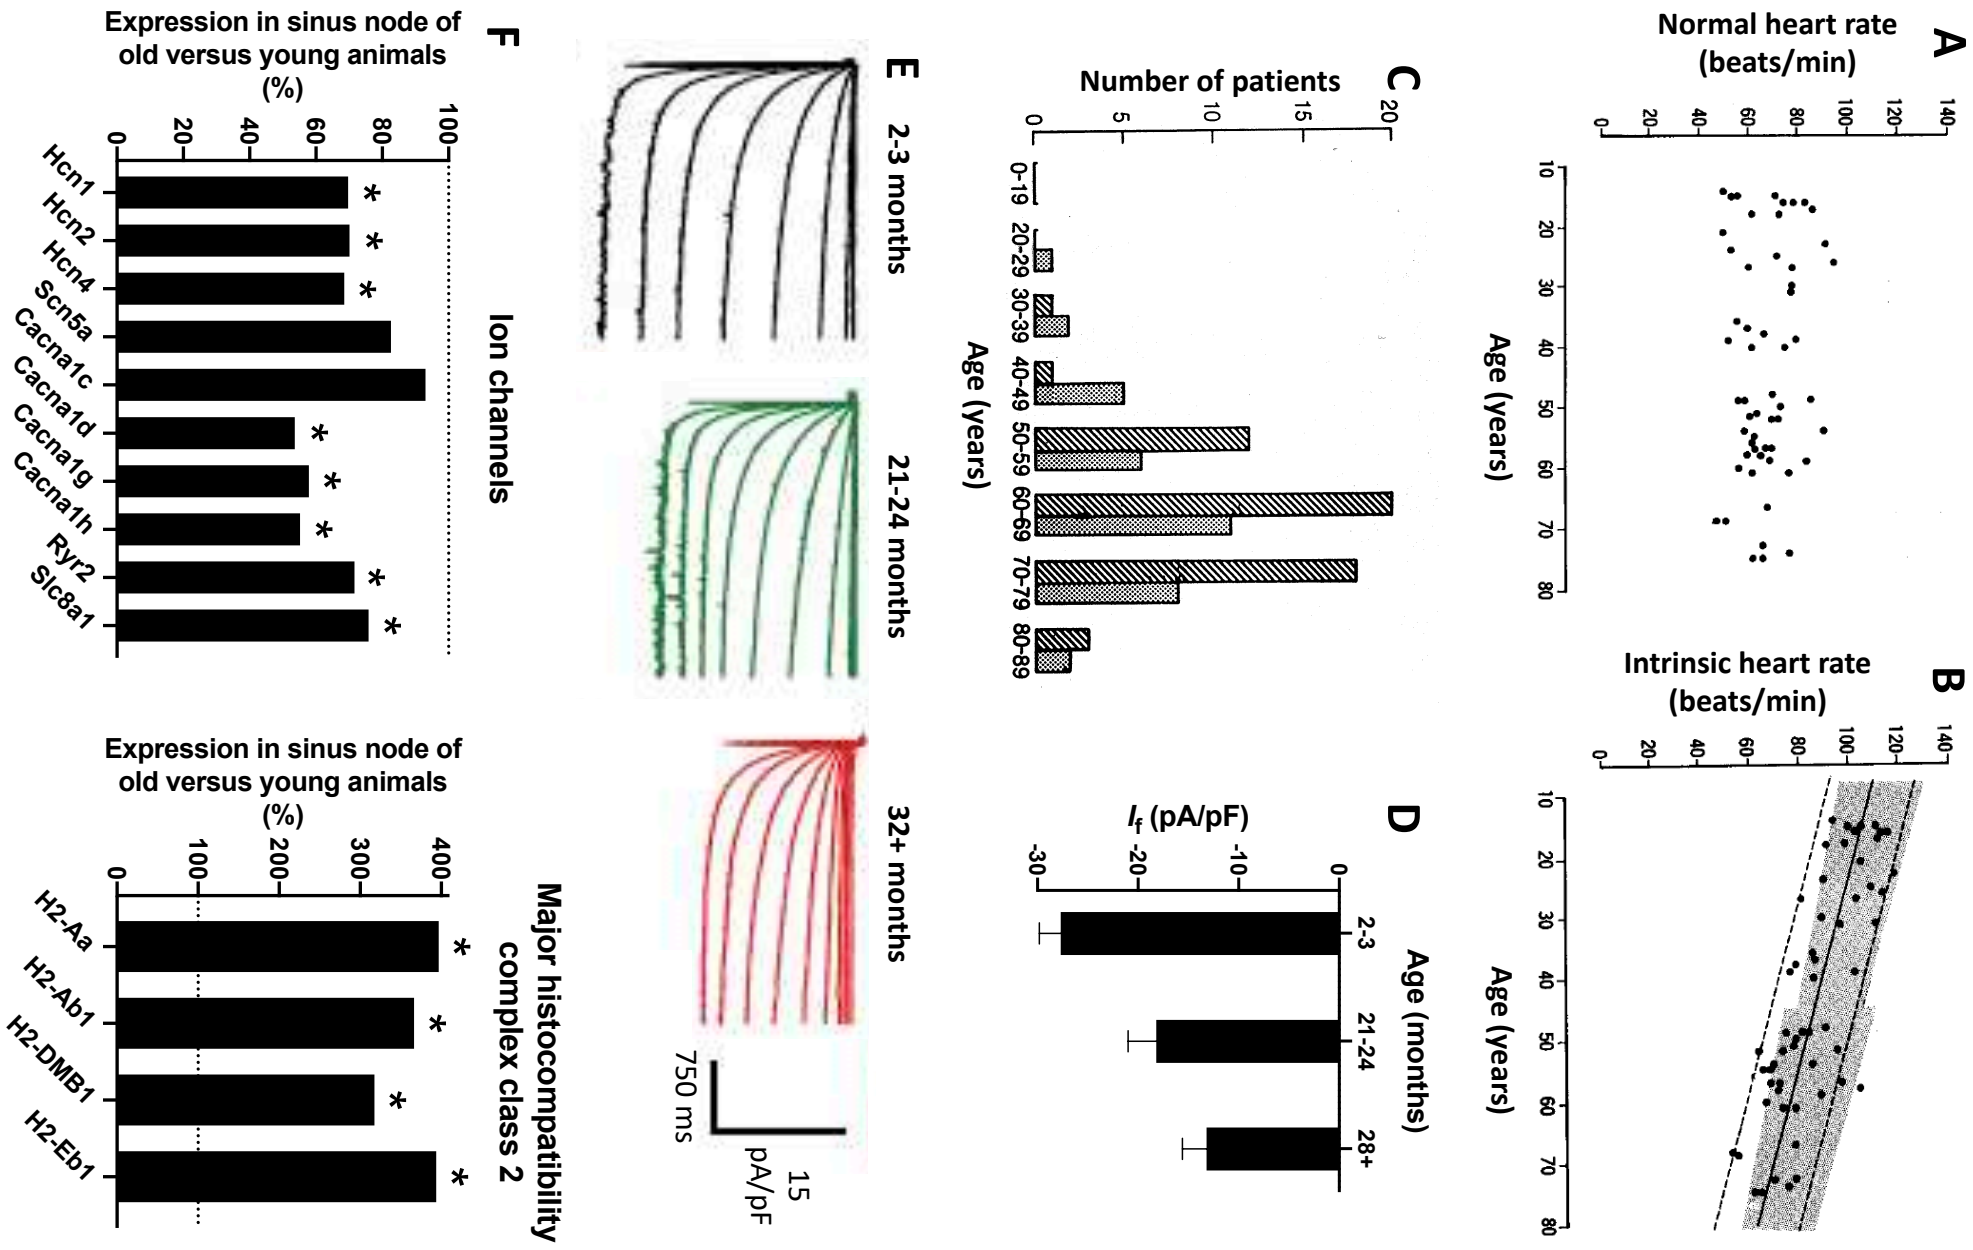 A
Normal heart rate
(beats/min)
0
20
40
60
80
100
120
140
10
20
30
40
50
60
70
80
Age (years)
B
Intrinsic heart rate
(beats/min)
0
20
40
60
80
100
120
140
10
20
30
40
50
60
70
80
Age (years)
C
Number of patients
0
5
10
15
20
0-19
20-29
30-39
40-49
50-59
60-69
70-79
80-89
Age (years)
D
If (pA/pF)
-30
-20
-10
0
2-3
21-24
28+
Age (months)
E
2-3 months
21-24 months
32+ months
750 ms
15
pA/pF
F
Expression in sinus node of
old versus young animals
(%)
0
20
40
60
80
100
Ion channels
Hcn1
Hcn2
Hcn4
Scn5a
Cacna1c
Cacna1d
Cacna1g
Cacna1h
Ryr2
Slc8a1
* * * * * * * *
Expression in sinus node of
old versus young animals
(%)
0
100
200
300
400
Major histocompatibility
complex class 2
H2-Aa
H2-Ab1
H2-DMB1
H2-Eb1
* * * *